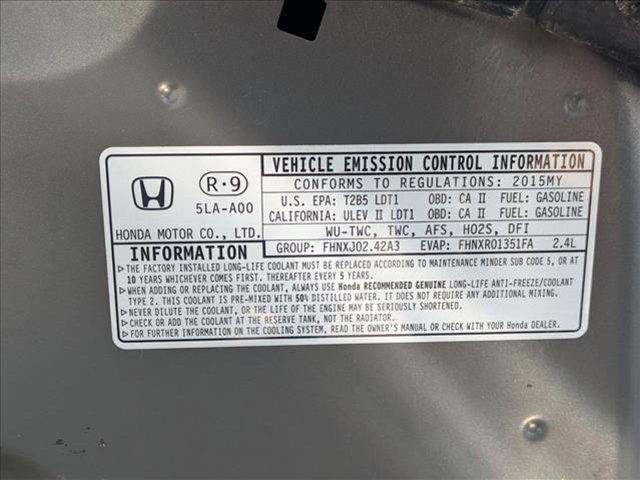 R·9
5LA-A00
HONDA MOTOR CO., LTD.
VEHICLE EMISSION CONTROL INFORMATION
CONFORMS TO REGULATIONS: 2015MY
U.S. EPA: T2B5 LDT1 OBD: CA II FUEL: GASOLINE
CALIFORNIA: ULEV II LDT1 OBD: CA II FUEL: GASOLINE
WU-TWC, TWC, AFS, HO2S, DFI
GROUP: FHNXJ02.42A3 EVAP: FHNXR01351FA 2.4L
INFORMATION
▷THE FACTORY INSTALLED LONG-LIFE COOLANT MUST BE REPLACED ACCORDING TO MAINTENANCE MINDER SUB CODE 5, OR AT
10 YEARS WHICHEVER COMES FIRST. THEREAFTER EVERY 5 YEARS.
▷WHEN ADDING OR REPLACING THE COOLANT, ALWAYS USE Honda RECOMMENDED GENUINE LONG-LIFE ANTI-FREEZE/COOLANT
TYPE 2. THIS COOLANT IS PRE-MIXED WITH 50% DISTILLED WATER. IT DOES NOT REQUIRE ANY ADDITIONAL MIXING.
▷NEVER DILUTE THE COOLANT, OR THE LIFE OF THE ENGINE MAY BE SERIOUSLY SHORTENED.
▷CHECK OR ADD THE COOLANT AT THE RESERVE TANK, NOT THE RADIATOR.
▷FOR FURTHER INFORMATION ON THE COOLING SYSTEM, READ THE OWNER'S MANUAL OR CHECK WITH YOUR Honda DEALER.